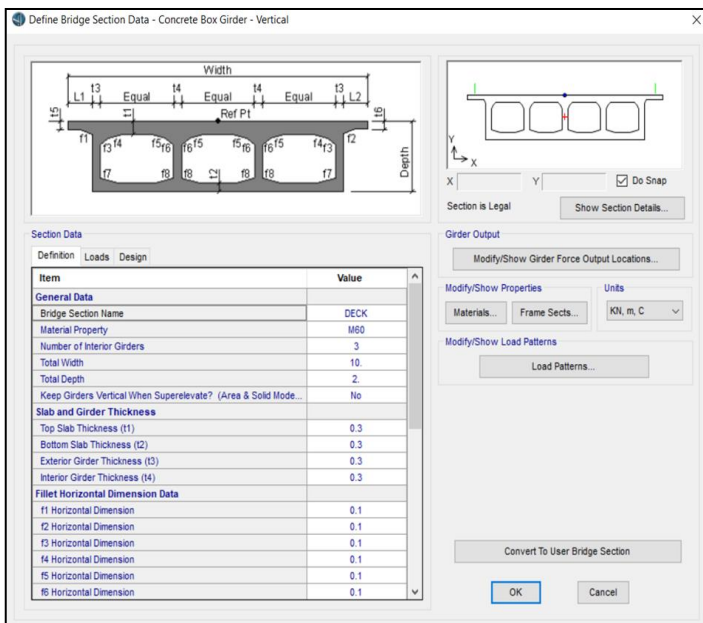 Define Bridge Section Data - Concrete Box Girder - Vertical
Width
L1 t3 Equal t4 Equal t4 Equal t3 L2
t5 t1 Ref Pt t6
f1 f3 f4 f5 f6 f6 f5 f5 f6 f6 f5 f4 f3 f2
Depth
f7 f8 f8 t2 f8 f8 f7
Y
X
X Y Do Snap
Section is Legal Show Section Details...
Section Data
Definition Loads Design
Item Value
General Data
Bridge Section Name DECK
Material Property M60
Number of Interior Girders 3
Total Width 10.
Total Depth 2.
Keep Girders Vertical When Superelevate? (Area & Solid Mode... No
Slab and Girder Thickness
Top Slab Thickness (t1) 0.3
Bottom Slab Thickness (t2) 0.3
Exterior Girder Thickness (t3) 0.3
Interior Girder Thickness (t4) 0.3
Fillet Horizontal Dimension Data
f1 Horizontal Dimension 0.1
f2 Horizontal Dimension 0.1
f3 Horizontal Dimension 0.1
f4 Horizontal Dimension 0.1
f5 Horizontal Dimension 0.1
f6 Horizontal Dimension 0.1
Girder Output
Modify/Show Girder Force Output Locations...
Modify/Show Properties Units
Materials... Frame Sects... KN, m, C
Modify/Show Load Patterns
Load Patterns...
Convert To User Bridge Section
OK Cancel